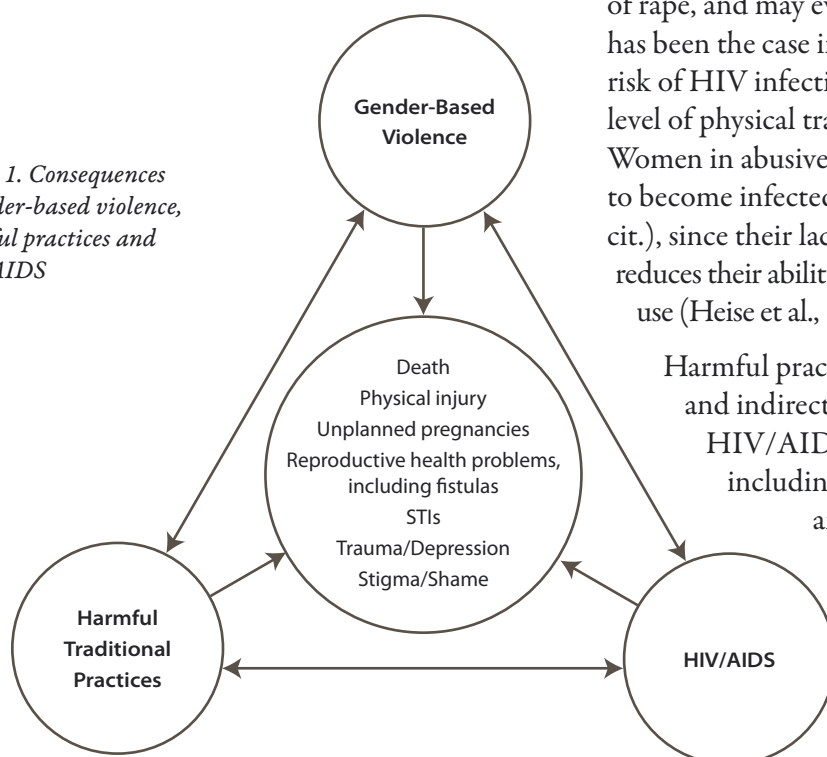 1. Consequences
der-based violence,
ul practices and
AIDS
Gender-Based
Violence
Death
Physical injury
Unplanned pregnancies
Reproductive health problems,
including fistulas
STIs
Trauma/Depression
Stigma/Shame
Harmful
Traditional
Practices
HIV/AIDS
of rape, and may ev
has been the case i
risk of HIV infecti
level of physical tra
Women in abusive
to become infected
cit.), since their lac
reduces their abilit
use (Heise et al.,
Harmful prac
and indirect
HIV/AID
includin
a